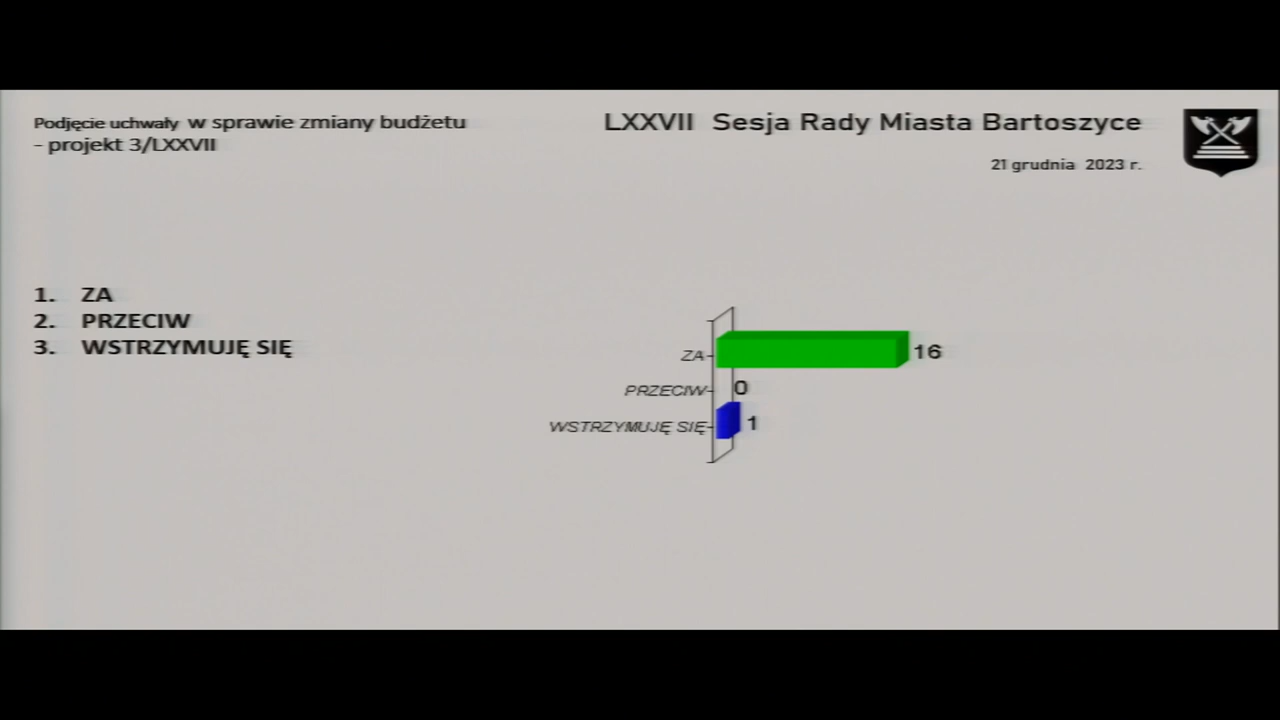 Podjęcie uchwały w sprawie zmiany budżetu
- projekt 3/LXXVII
LXXVII Sesja Rady Miasta Bartoszyce
21 grudnia 2023 r.
1. ZA
2. PRZECIW
3. WSTRZYMUJĘ SIĘ
ZA 16
PRZECIW 0
WSTRZYMUJĘ SIĘ 1